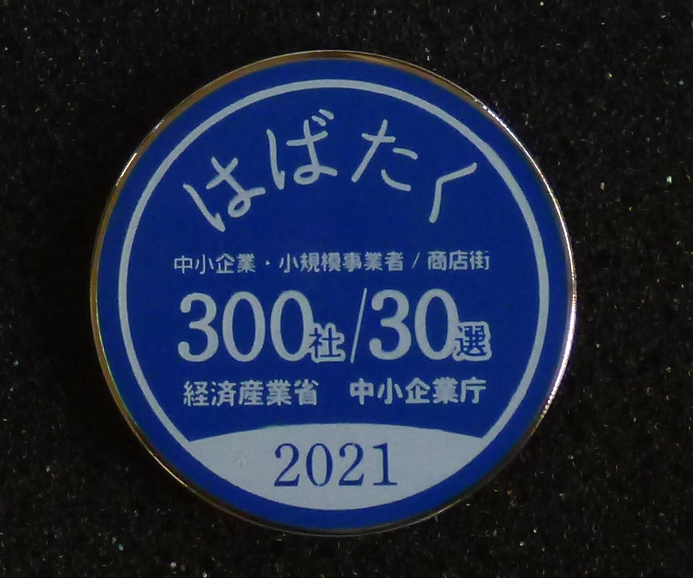 はばたく
中小企業・小規模事業者 / 商店街
300社/30選
経済産業省 中小企業庁
2021